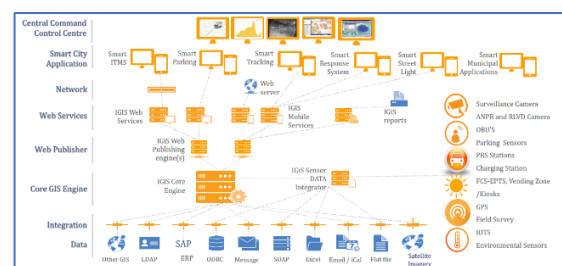 Central Command
Control Centre
Smart City
Application
Smart
ITMS
Smart
Parking
Smart
Tracking
Smart
Response
System
Smart
Street
Light
Smart
Municipal
Applications
Network
Web
server
Web Services
IGiS Web
Services
IGiS
Mobile
Services
IGiS
reports
Web Publisher
IGiS Web
Publishing
engine(s)
Core GIS Engine
IGiS Core
Engine
IGiS Sensor
DATA
Integrator
Integration
Data
Other GIS
LDAP
SAP
ERP
ODBC
Message
SOAP
Excel
Email / iCal
Flat file
Satellite
Imagery
Surveillance Camera
ANPR and RLVD Camera
OBU'S
Parking Sensors
PBS Stations
Charging Station
FCS-EPTS, Vending Zone
/Kiosks
GPS
Field Survey
IOTS
Environmental Sensors